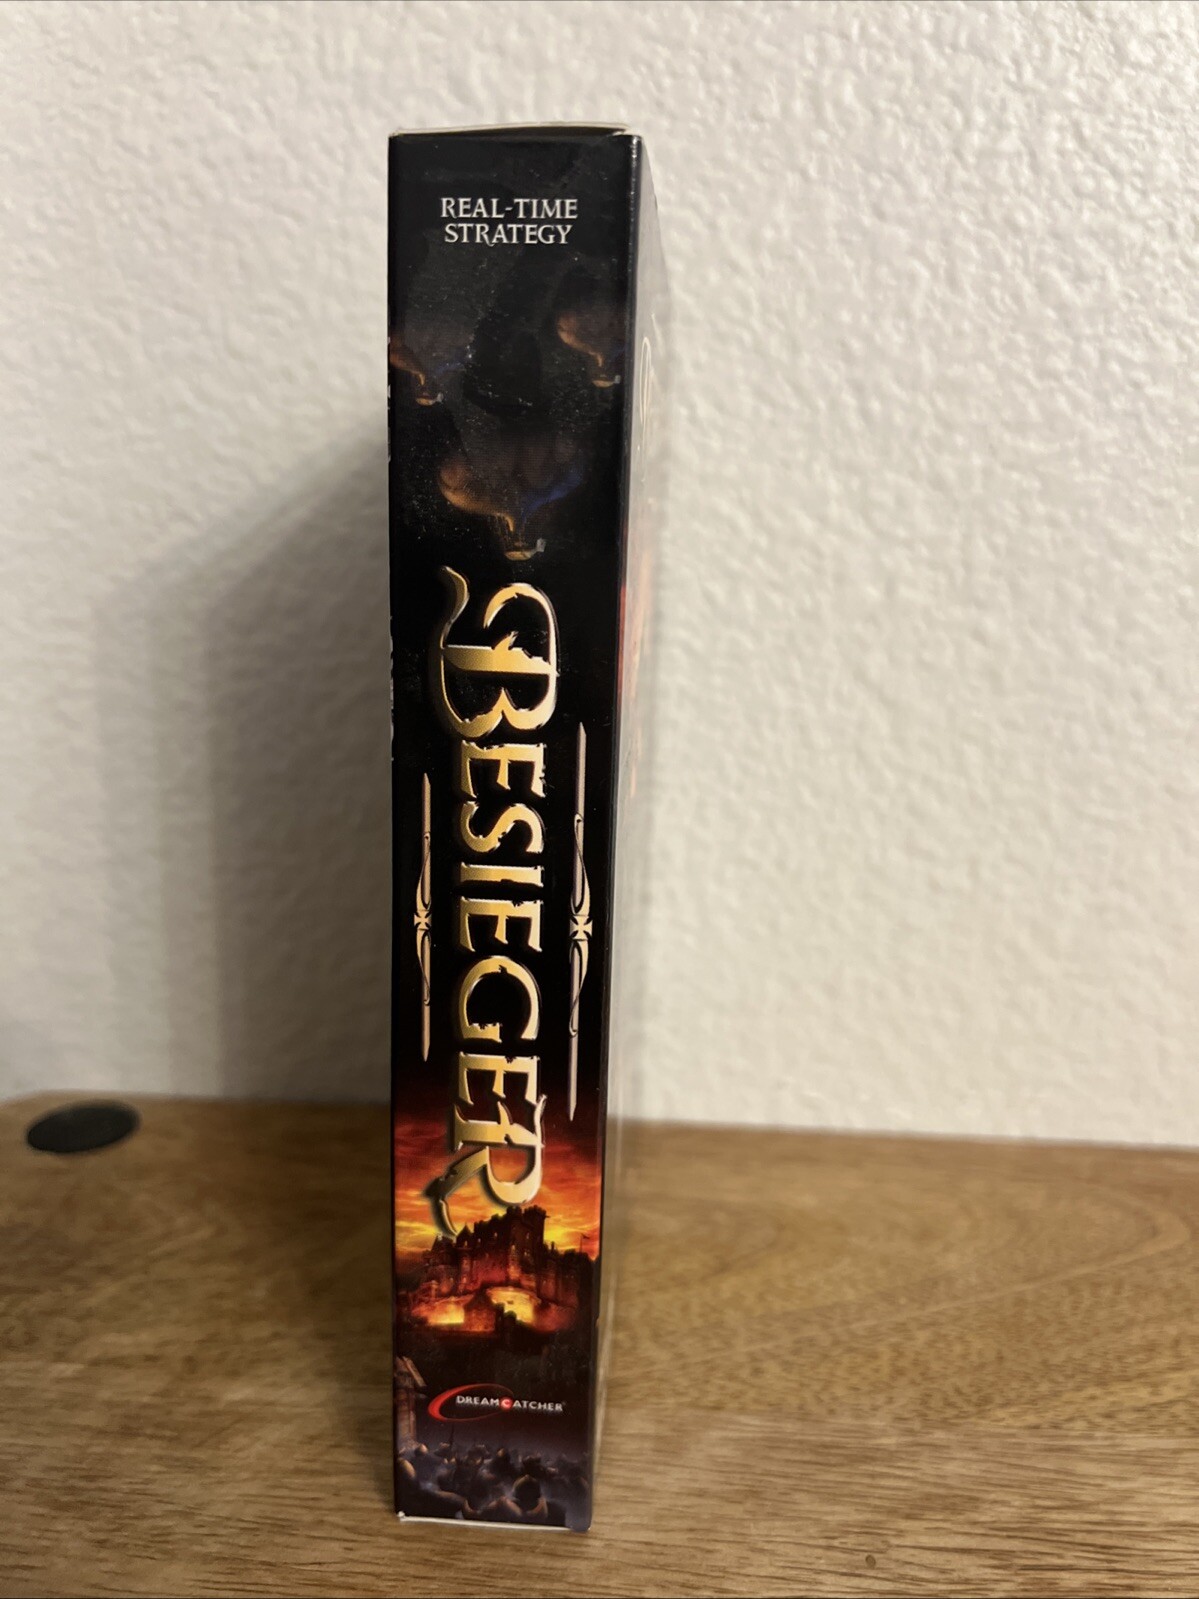 REAL-TIME
STRATEGY
BESIEGER
DREAMCATCHER